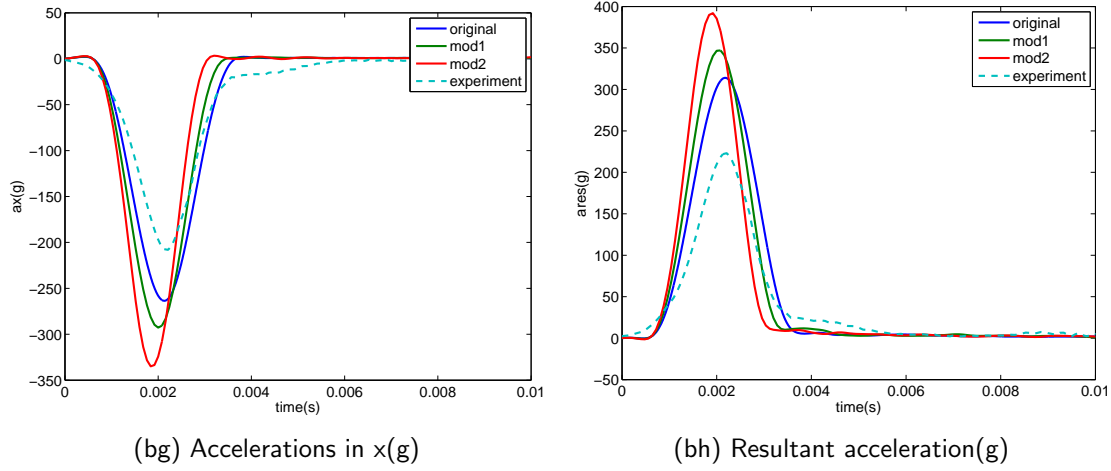 50
0
−50
−100
−150
−200
−250
−300
−350
ax(g)
0
0.002
0.004
0.006
0.008
0.01
time(s)
original
mod1
mod2
experiment
(bg) Accelerations in x(g)
400
350
300
250
200
150
100
50
0
−50
ares(g)
0
0.002
0.004
0.006
0.008
0.01
time(s)
original
mod1
mod2
experiment
(bh) Resultant acceleration(g)